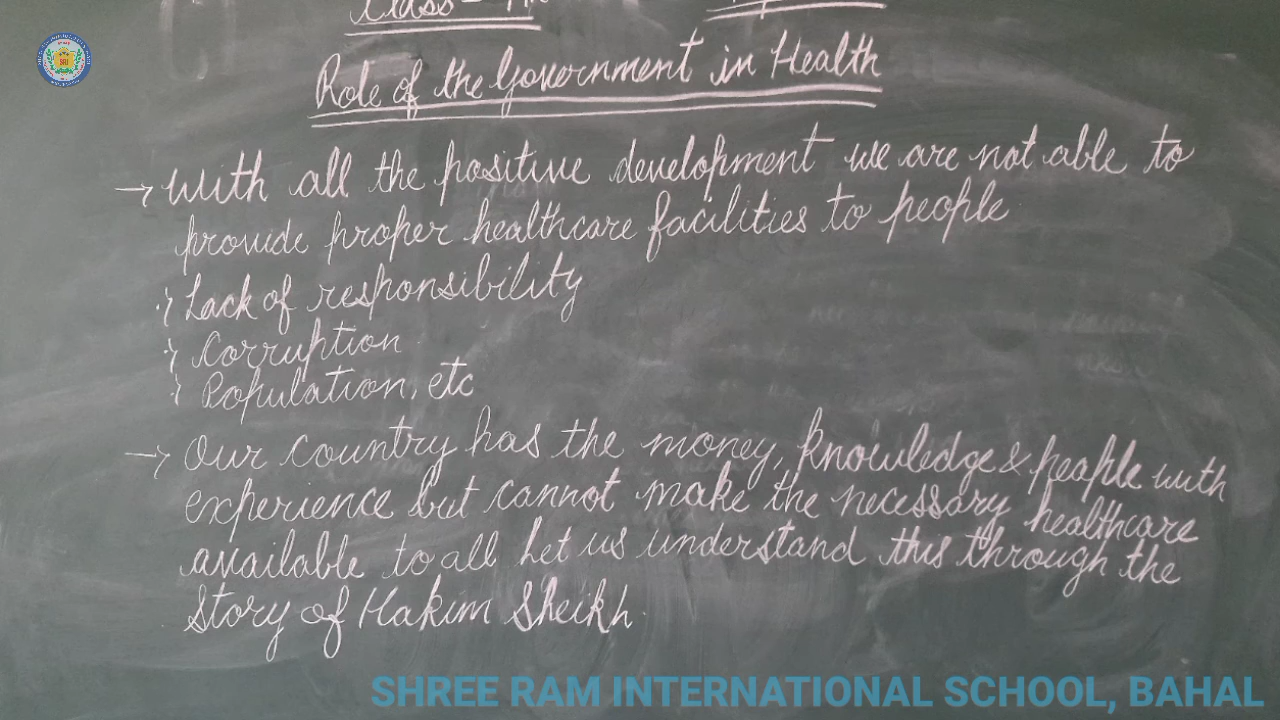 Class -
Role of the Government in Health
→ With all the positive development we are not able to
provide proper healthcare facilities to people
Lack of responsibility
Corruption
Population, etc
→ Our country has the money, knowledge & people with
experience but cannot make the necessary healthcare
available to all Let us understand this through the
Story of Hakim Sheikh.
SHREE RAM INTERNATIONAL SCHOOL, BAHAL